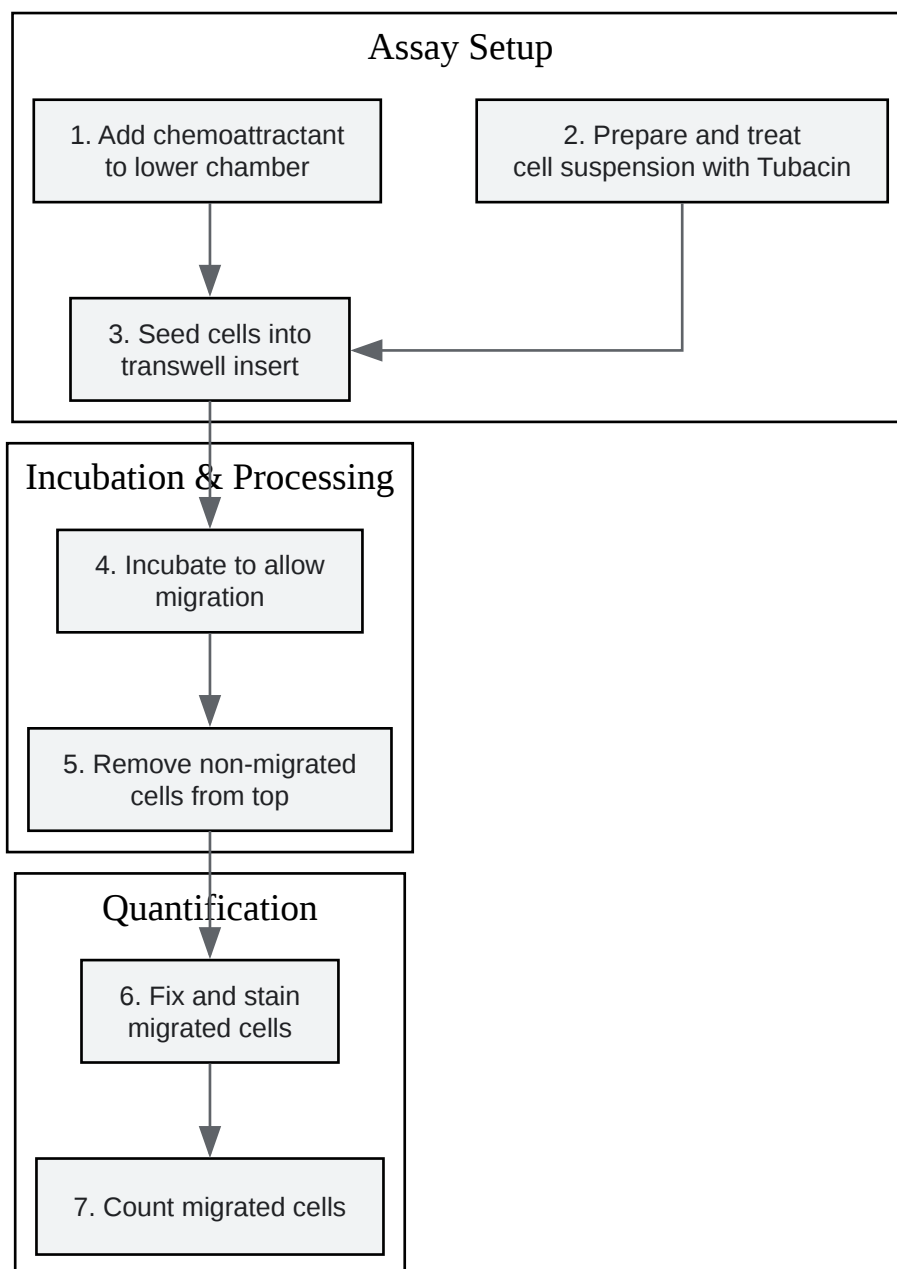 Assay Setup
1. Add chemoattractant
to lower chamber
2. Prepare and treat
cell suspension with Tubacin
3. Seed cells into
transwell insert
Incubation & Processing
4. Incubate to allow
migration
5. Remove non-migrated
cells from top
Quantification
6. Fix and stain
migrated cells
7. Count migrated cells